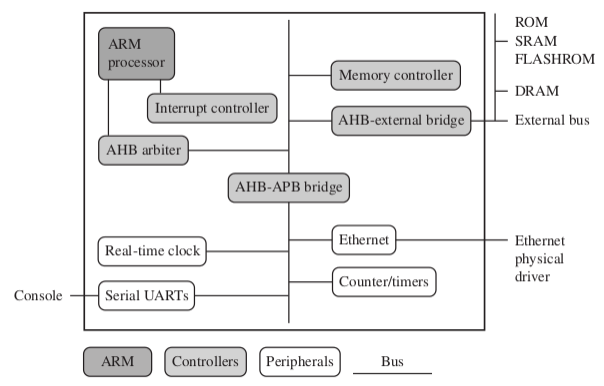 ARM
processor
Interrupt controller
AHB arbiter
Memory controller
AHB-external bridge
AHB-APB bridge
Real-time clock
Serial UARTs
Ethernet
Counter/timers
Console
ROM
SRAM
FLASHROM
DRAM
External bus
Ethernet
physical
driver
ARM
Controllers
Peripherals
Bus